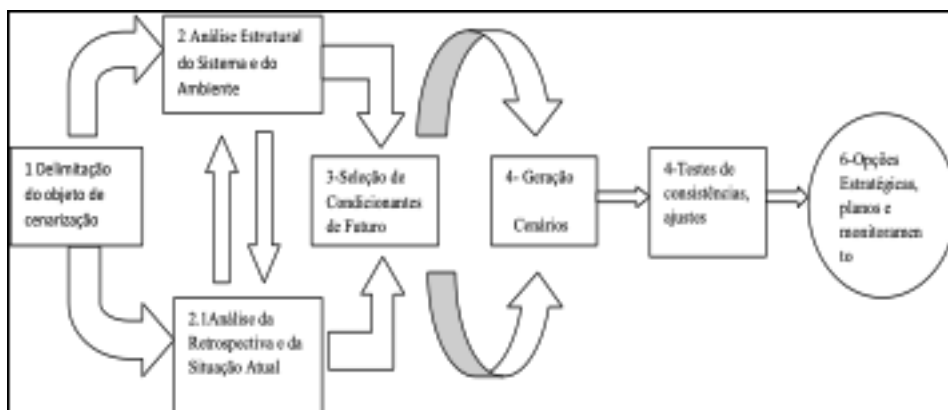 1 Delimitação
do objeto de
cenarização
2 Análise Estrutural
do Sistema e do
Ambiente
2.1Análise da
Retrospectiva e da
Situação Atual
3-Seleção de
Condicionantes
de Futuro
4- Geração
Cenários
4-Testes de
consistências,
ajustes
6-Opções
Estratégicas,
planos e
monitoramen
to